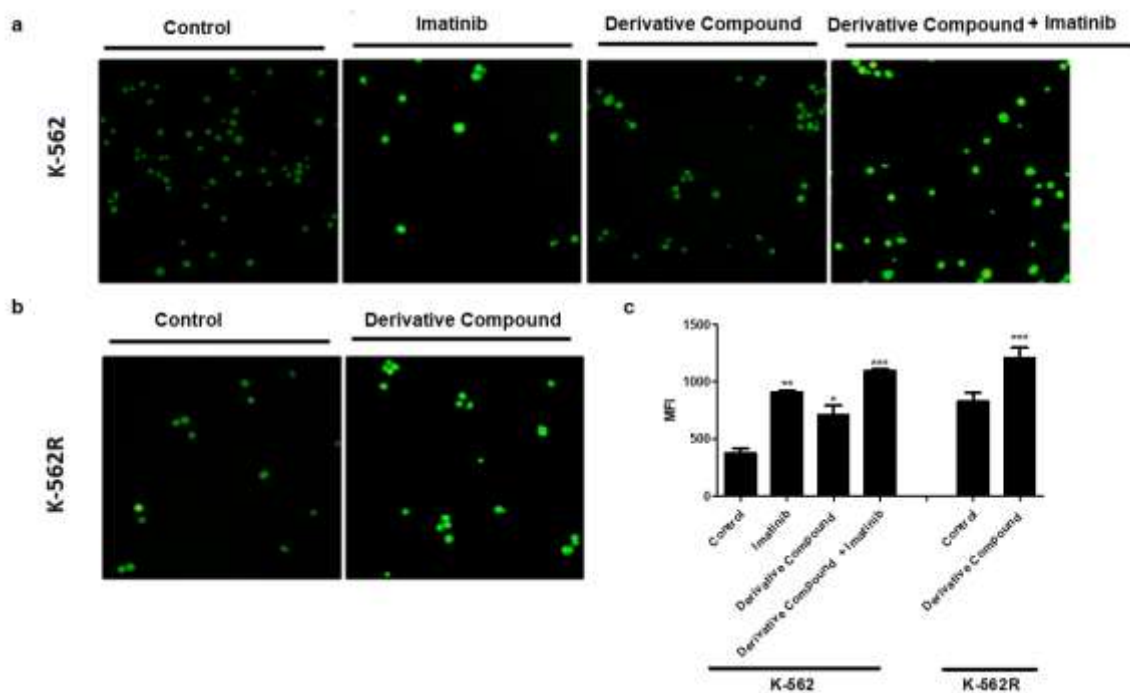 a
Control
Imatinib
Derivative Compound
Derivative Compound + Imatinib
K-562
b
Control
Derivative Compound
K-562R
c
1500
1000
500
0
MFI
**
*
***
***
Control
Imatinib
Derivative Compound
Derivative Compound + Imatinib
Control
Derivative Compound
K-562
K-562R